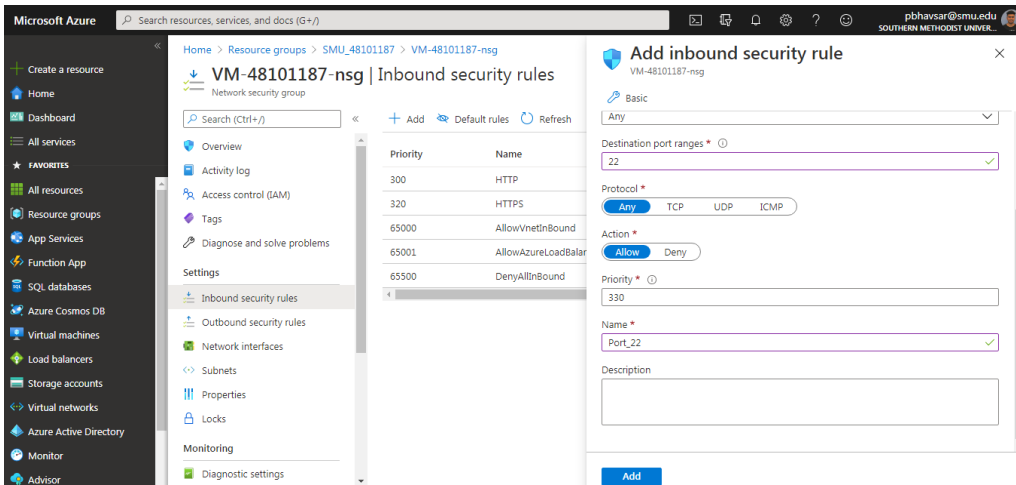 Microsoft Azure
Search resources, services, and docs (G+/)
pbhavsar@smu.edu
SOUTHERN METHODIST UNIVER...
Create a resource
Home
Dashboard
All services
FAVORITES
All resources
Resource groups
App Services
Function App
SQL databases
Azure Cosmos DB
Virtual machines
Load balancers
Storage accounts
Virtual networks
Azure Active Directory
Monitor
Advisor
Home > Resource groups > SMU_48101187 > VM-48101187-nsg
VM-48101187-nsg | Inbound security rules
Network security group
Search (Ctrl+/)
Overview
Activity log
Access control (IAM)
Tags
Diagnose and solve problems
Settings
Inbound security rules
Outbound security rules
Network interfaces
Subnets
Properties
Locks
Monitoring
Diagnostic settings
Add Default rules Refresh
Priority Name
300 HTTP
320 HTTPS
65000 AllowVnetInBound
65001 AllowAzureLoadBalar
65500 DenyAllInBound
Add inbound security rule
VM-48101187-nsg
Basic
Any
Destination port ranges *
22
Protocol *
Any TCP UDP ICMP
Action *
Allow Deny
Priority *
330
Name *
Port_22
Description
Add